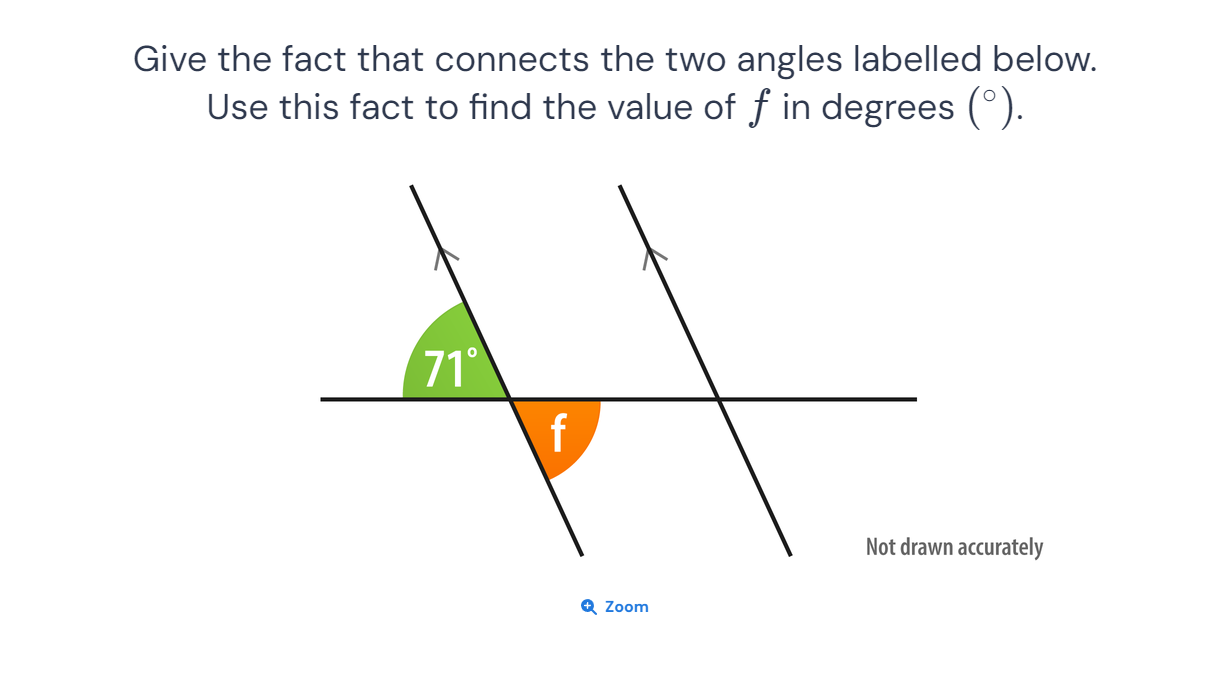 Give the fact that connects the two angles labelled below.
Use this fact to find the value of f in degrees (°).
71°
f
Not drawn accurately
Zoom